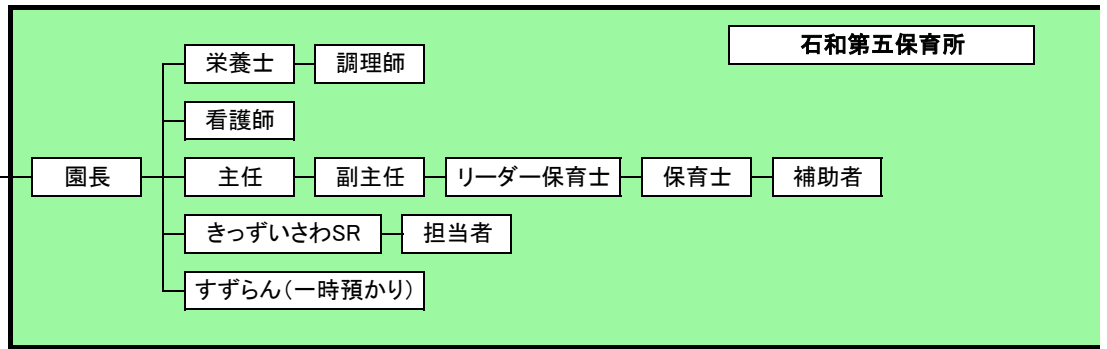 石和第五保育所
栄養士
調理師
看護師
園長
主任
副主任
リーダー保育士
保育士
補助者
きっずいさわSR
担当者
すずらん（一時預かり）